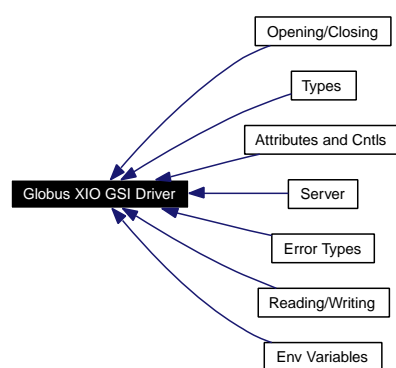 Opening/Closing
Types
Attributes and Cntls
Globus XIO GSI Driver
Server
Error Types
Reading/Writing
Env Variables